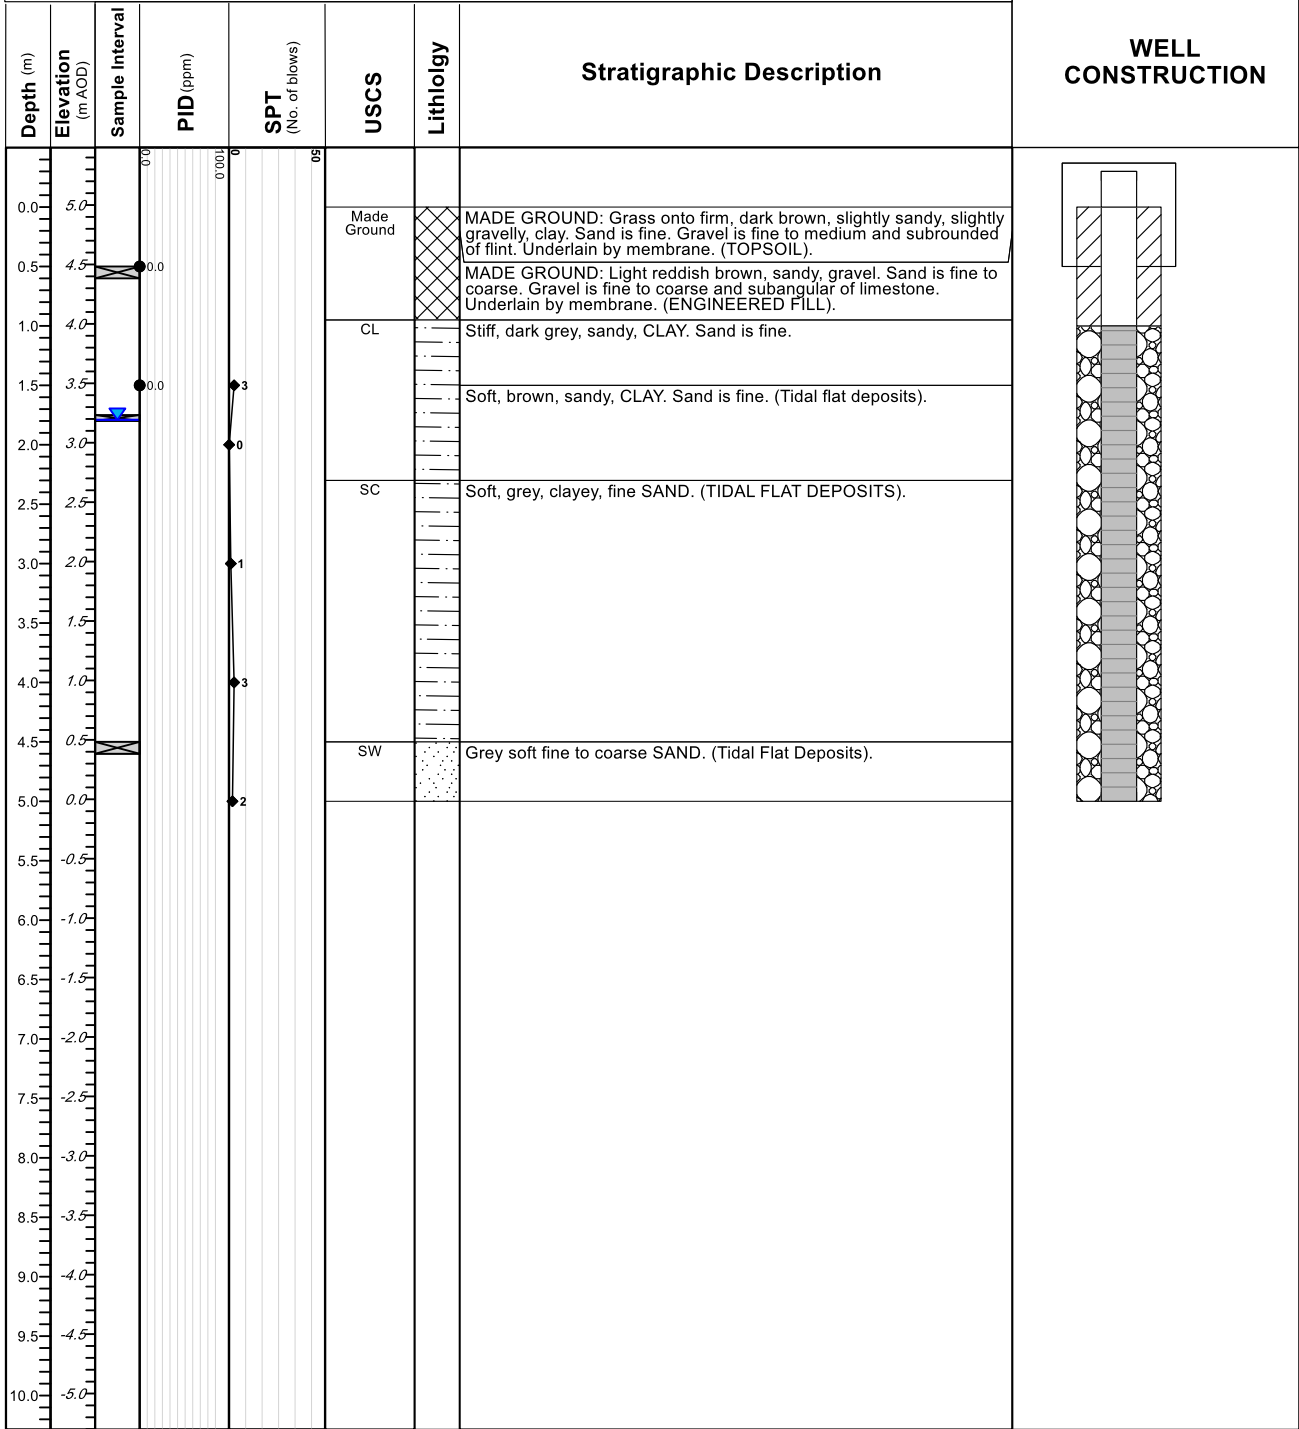 Depth (m)
Elevation
(m AOD)
Sample Interval
PID (ppm)
SPT
(No. of blows)
USCS
Lithlolgy
Stratigraphic Description
WELL
CONSTRUCTION
0.0
100.0
0
50
0.0
5.0
Made
Ground
MADE GROUND: Grass onto firm, dark brown, slightly sandy, slightly
gravelly, clay. Sand is fine. Gravel is fine to medium and subrounded
of flint. Underlain by membrane. (TOPSOIL).
0.5
4.5
0.0
MADE GROUND: Light reddish brown, sandy, gravel. Sand is fine to
coarse. Gravel is fine to coarse and subangular of limestone.
Underlain by membrane. (ENGINEERED FILL).
1.0
4.0
CL
Stiff, dark grey, sandy, CLAY. Sand is fine.
1.5
3.5
0.0
3
Soft, brown, sandy, CLAY. Sand is fine. (Tidal flat deposits).
2.0
3.0
0
SC
Soft, grey, clayey, fine SAND. (TIDAL FLAT DEPOSITS).
2.5
2.5
3.0
2.0
1
3.5
1.5
4.0
1.0
3
4.5
0.5
SW
Grey soft fine to coarse SAND. (Tidal Flat Deposits).
5.0
0.0
2
5.5
-0.5
6.0
-1.0
6.5
-1.5
7.0
-2.0
7.5
-2.5
8.0
-3.0
8.5
-3.5
9.0
-4.0
9.5
-4.5
10.0
-5.0